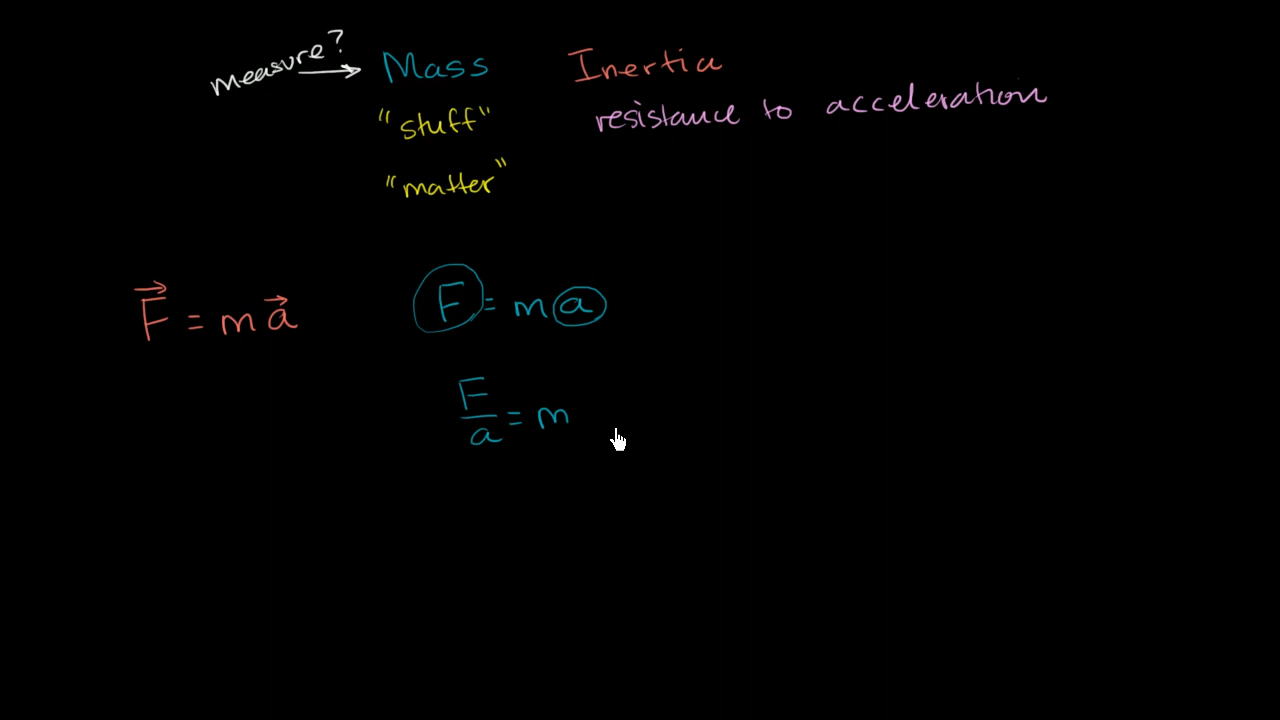 measure? → Mass Inertia
"stuff" resistance to acceleration
"matter"
F⃗ = ma⃗ F = ma
F/a = m